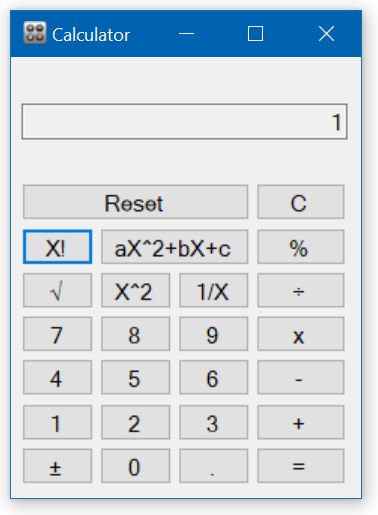 Calculator
1
Reset C
X! aX^2+bX+c %
√ X^2 1/X ÷
7 8 9 x
4 5 6 -
1 2 3 +
± 0 . =